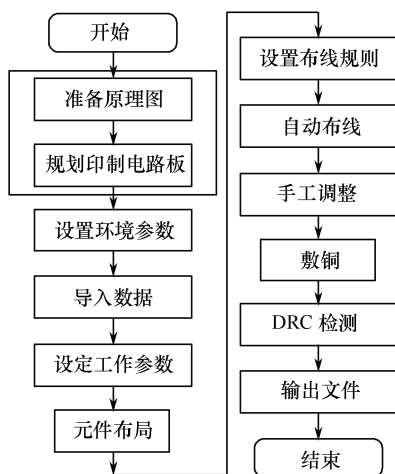 开始
准备原理图
规划印制电路板
设置环境参数
导入数据
设定工作参数
元件布局
设置布线规则
自动布线
手工调整
敷铜
DRC 检测
输出文件
结束